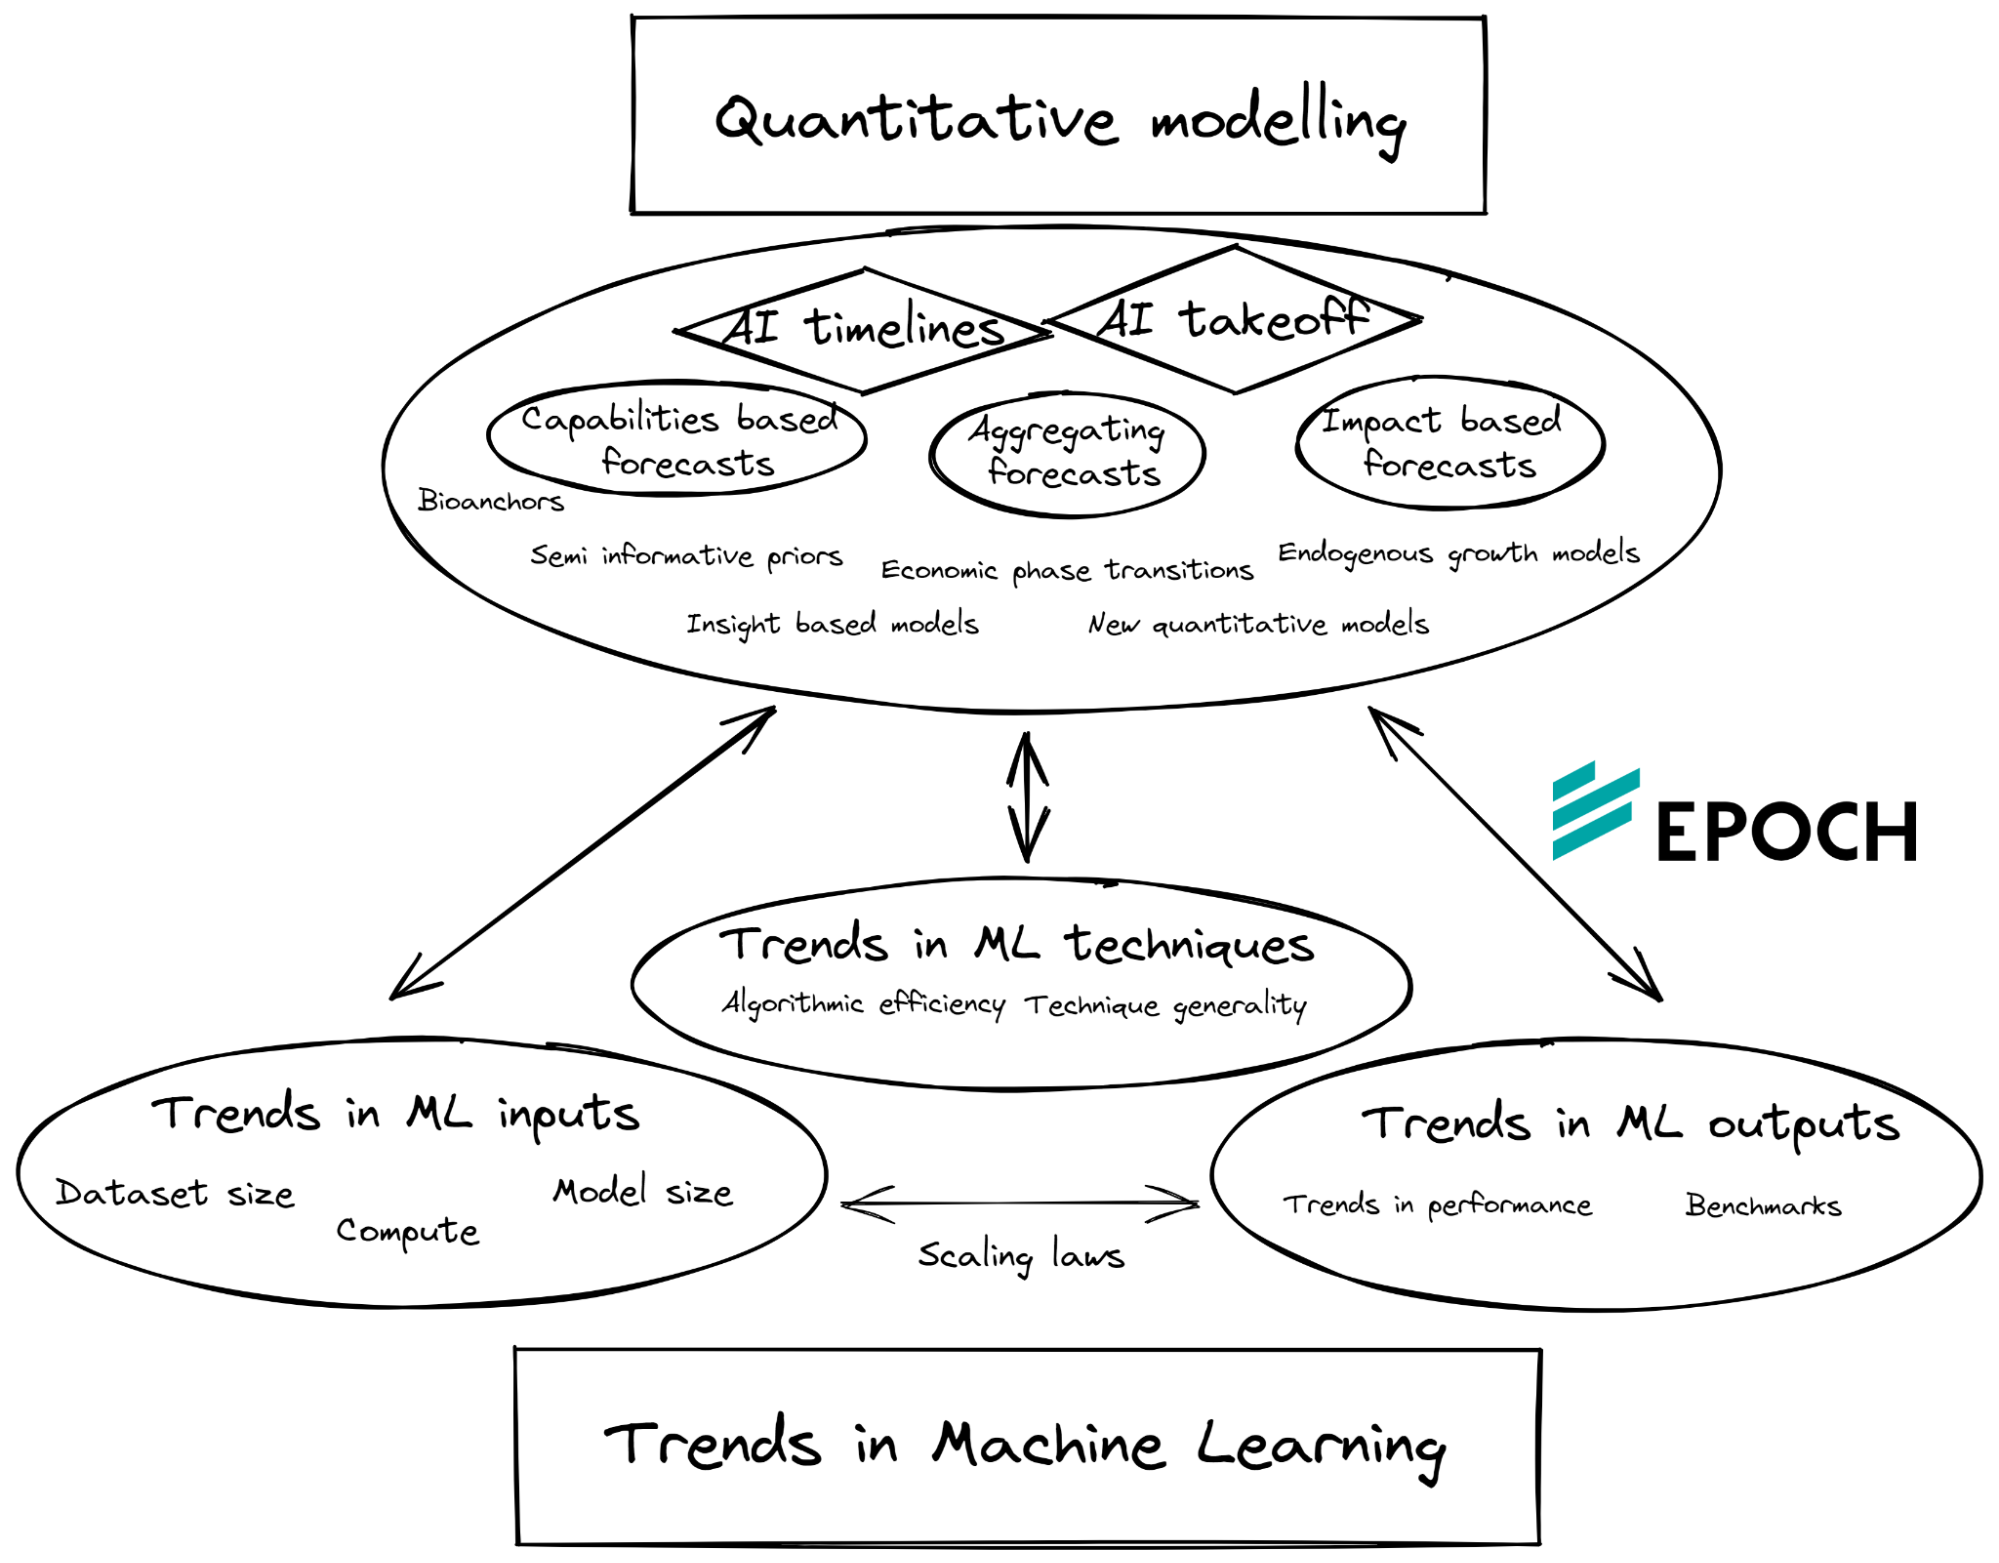 Quantitative modelling
AI timelines
AI takeoff
Capabilities based
forecasts
Aggregating
forecasts
Impact based
forecasts
Bioanchors
Semi informative priors
Economic phase transitions
Endogenous growth models
Insight based models
New quantitative models
EPOCH
Trends in ML techniques
Algorithmic efficiency
Technique generality
Trends in ML inputs
Dataset size
Model size
Compute
Scaling laws
Trends in ML outputs
Trends in performance
Benchmarks
Trends in Machine Learning